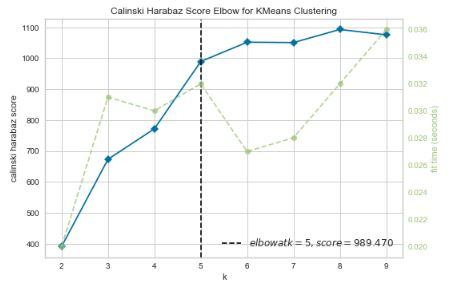 Calinski Harabaz Score Elbow for KMeans Clustering
1100
1000
900
800
700
600
500
400
calinski harabaz score
0.036
0.034
0.032
0.030
0.028
0.026
0.024
0.022
0.020
fit time (seconds)
elbowatk = 5, score = 989.470
2 3 4 5 6 7 8 9
k